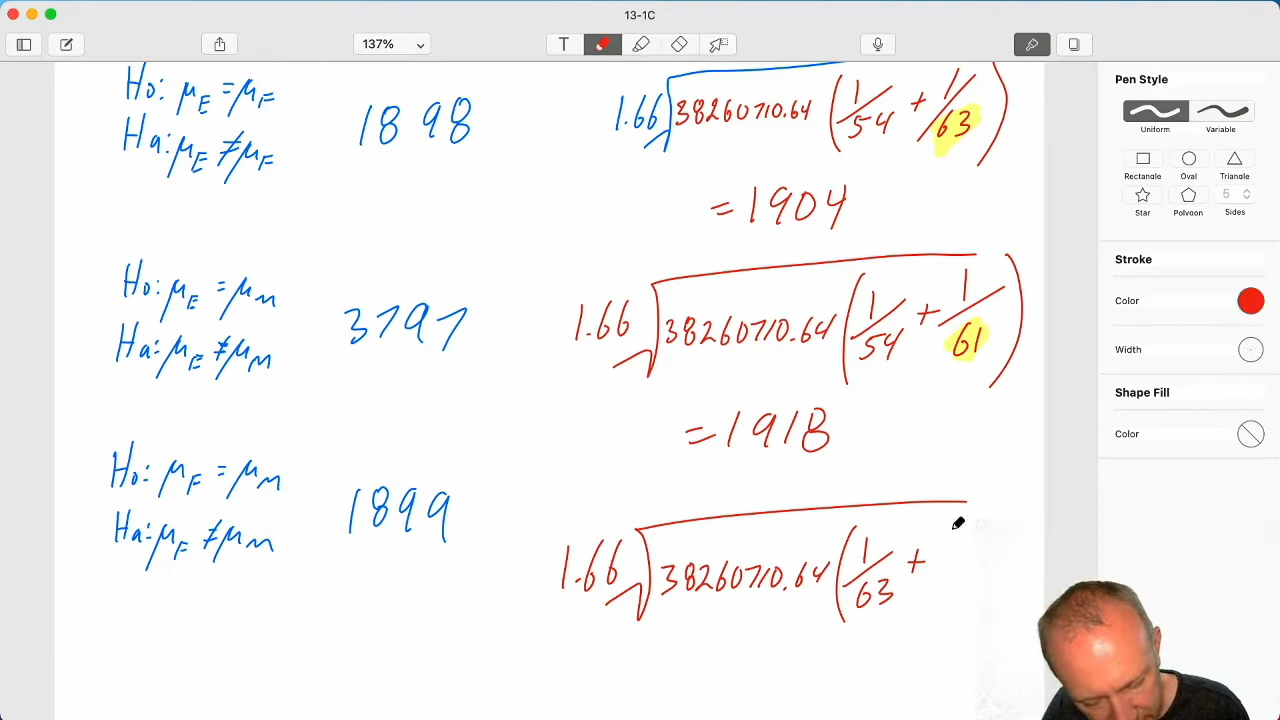 13-1C
137%
T
Pen Style
Uniform Variable
Rectangle Oval Triangle
Star Polygon 5 Sides
Stroke
Color
Width
Shape Fill
Color
Ho: μE = μF
Ha: μE ≠ μF
1898
1.66 √38260710.64 (1/54 + 1/63)
= 1904
Ho: μE = μM
Ha: μE ≠ μM
3797
1.66 √38260710.64 (1/54 + 1/61)
= 1918
Ho: μF = μM
Ha: μF ≠ μM
1899
1.66 √38260710.64 (1/63 +